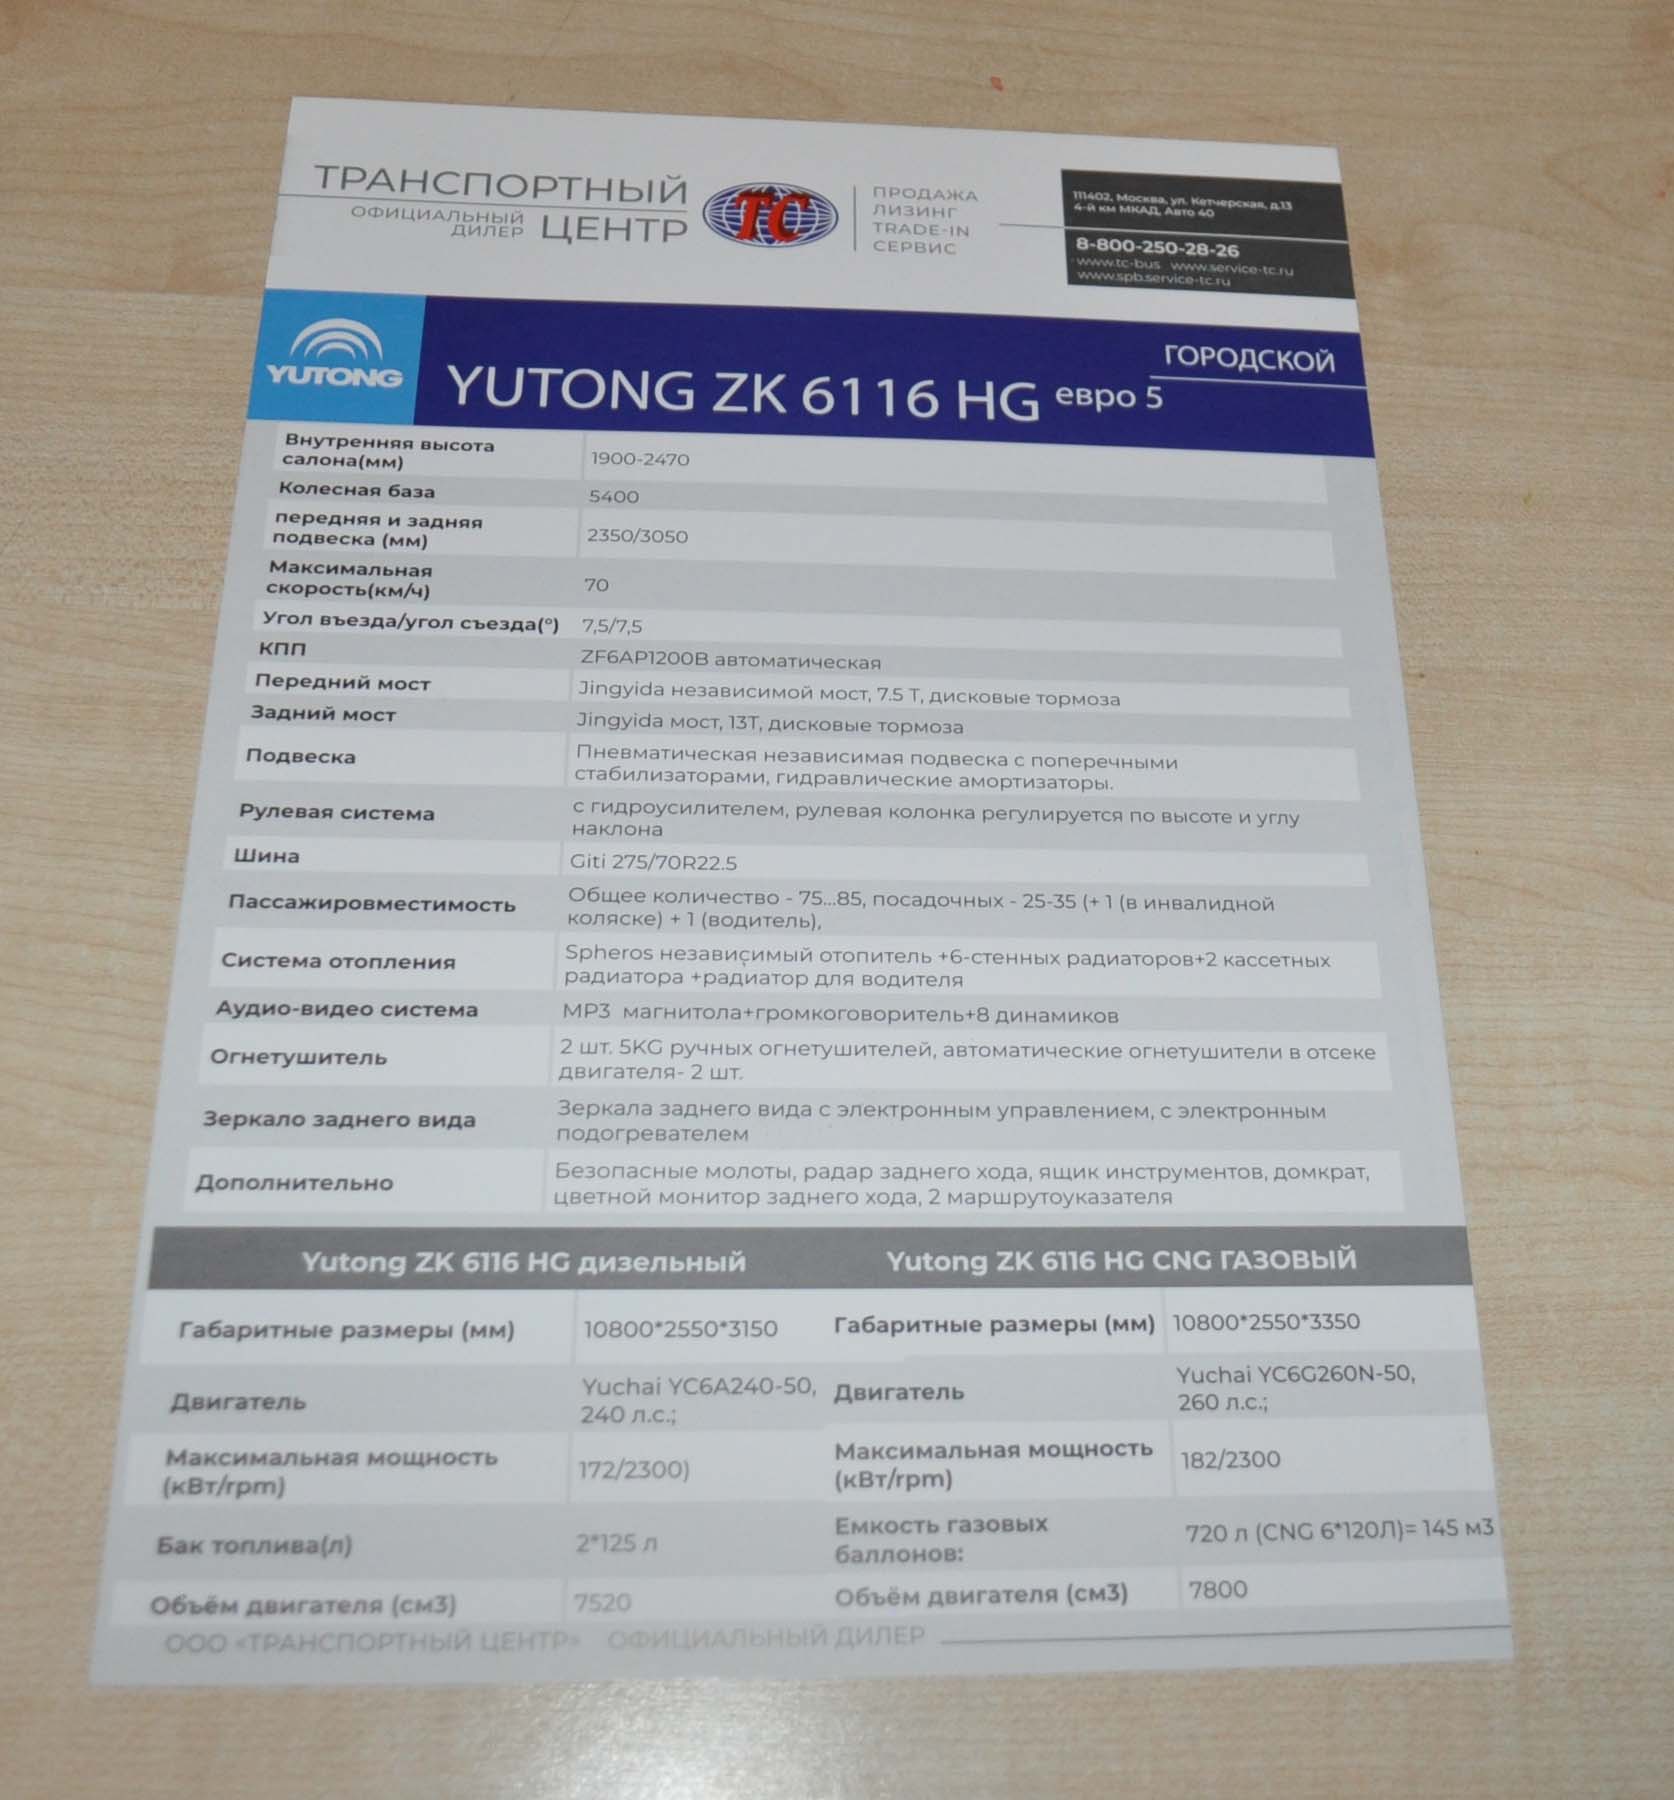 ТРАНСПОРТНЫЙ
ОФИЦИАЛЬНЫЙ
ДИЛЕР ЦЕНТР
TC
ПРОДАЖА
ЛИЗИНГ
TRADE-IN
СЕРВИС
111402, Москва, ул. Кетчерская, д.13
4-й км МКАД, Авто 40
8-800-250-28-26
www.tc-bus www.service-tc.ru
www.spb.service-tc.ru
YUTONG
YUTONG ZK 6116 HG евро 5
ГОРОДСКОЙ
Внутренняя высота
салона(мм)
1900-2470
Колесная база
5400
передняя и задняя
подвеска (мм)
2350/3050
Максимальная
скорость(км/ч)
70
Угол въезда/угол съезда(°)
7,5/7,5
КПП
ZF6AP1200B автоматическая
Передний мост
Jingyida независимой мост, 7.5 Т, дисковые тормоза
Задний мост
Jingyida мост, 13Т, дисковые тормоза
Подвеска
Пневматическая независимая подвеска с поперечными
стабилизаторами, гидравлические амортизаторы.
Рулевая система
с гидроусилителем, рулевая колонка регулируется по высоте и углу
наклона
Шина
Giti 275/70R22.5
Пассажировместимость
Общее количество - 75...85, посадочных - 25-35 (+ 1 (в инвалидной
коляске) + 1 (водитель),
Система отопления
Spheros независимый отопитель +6-стенных радиаторов+2 кассетных
радиатора +радиатор для водителя
Аудио-видео система
MP3 магнитола+громкоговоритель+8 динамиков
Огнетушитель
2 шт. 5KG ручных огнетушителей, автоматические огнетушители в отсеке
двигателя- 2 шт.
Зеркало заднего вида
Зеркала заднего вида с электронным управлением, с электронным
подогревателем
Дополнительно
Безопасные молоты, радар заднего хода, ящик инструментов, домкрат,
цветной монитор заднего хода, 2 маршрутоуказателя
Yutong ZK 6116 HG дизельный
Yutong ZK 6116 HG CNG ГАЗОВЫЙ
Габаритные размеры (мм)
10800*2550*3150
Габаритные размеры (мм)
10800*2550*3350
Двигатель
Yuchai YC6A240-50,
240 л.с.;
Двигатель
Yuchai YC6G260N-50,
260 л.с.;
Максимальная мощность
(кВт/rpm)
172/2300)
Максимальная мощность
(кВт/rpm)
182/2300
Бак топлива(л)
2*125 л
Емкость газовых
баллонов:
720 л (CNG 6*120Л)= 145 м3
Объём двигателя (см3)
7520
Объём двигателя (см3)
7800
ООО «ТРАНСПОРТНЫЙ ЦЕНТР» ОФИЦИАЛЬНЫЙ ДИЛЕР